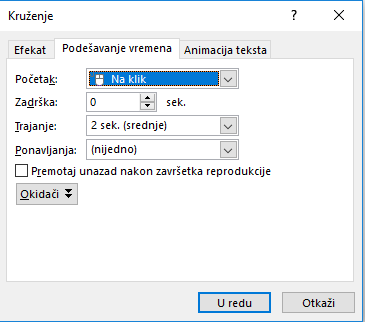 Kruženje
Efekat Podešavanje vremena Animacija teksta
Početak: Na klik
Zadrška: 0 sek.
Trajanje: 2 sek. (srednje)
Ponavljanja: (nijedno)
Premotaj unazad nakon završetka reprodukcije
Okidači
U redu Otkaži